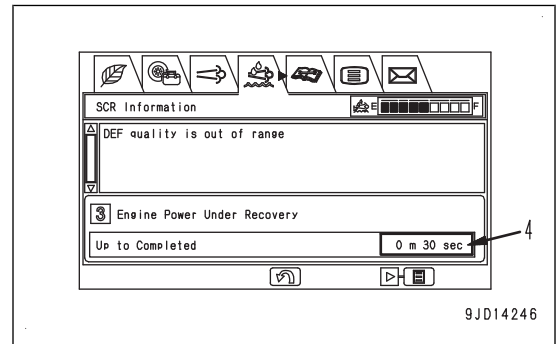 SCR Information
E F
DEF quality is out of range
3 Engine Power Under Recovery
Up to Completed 0 m 30 sec
4
9JD14246